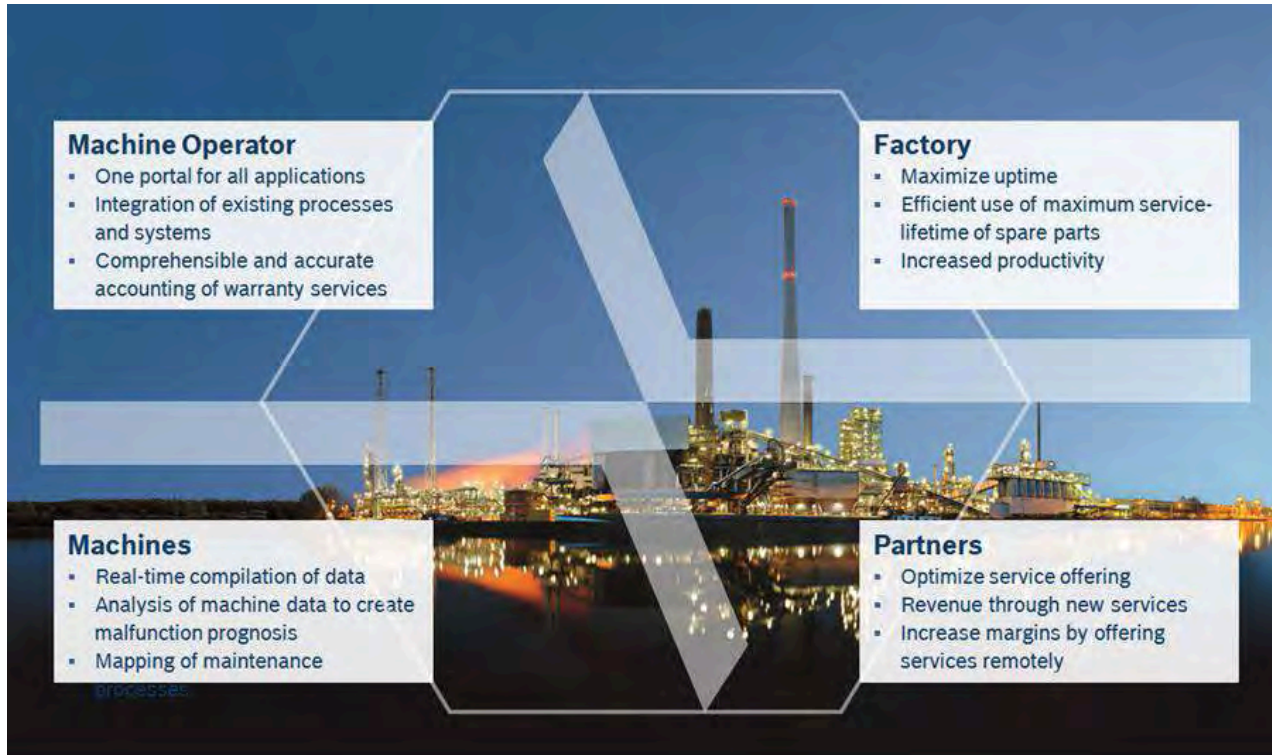 Machine Operator
▪ One portal for all applications
▪ Integration of existing processes
and systems
▪ Comprehensible and accurate
accounting of warranty services
Factory
▪ Maximize uptime
▪ Efficient use of maximum service-
lifetime of spare parts
▪ Increased productivity
Machines
▪ Real-time compilation of data
▪ Analysis of machine data to create
malfunction prognosis
▪ Mapping of maintenance
processes
Partners
▪ Optimize service offering
▪ Revenue through new services
▪ Increase margins by offering
services remotely